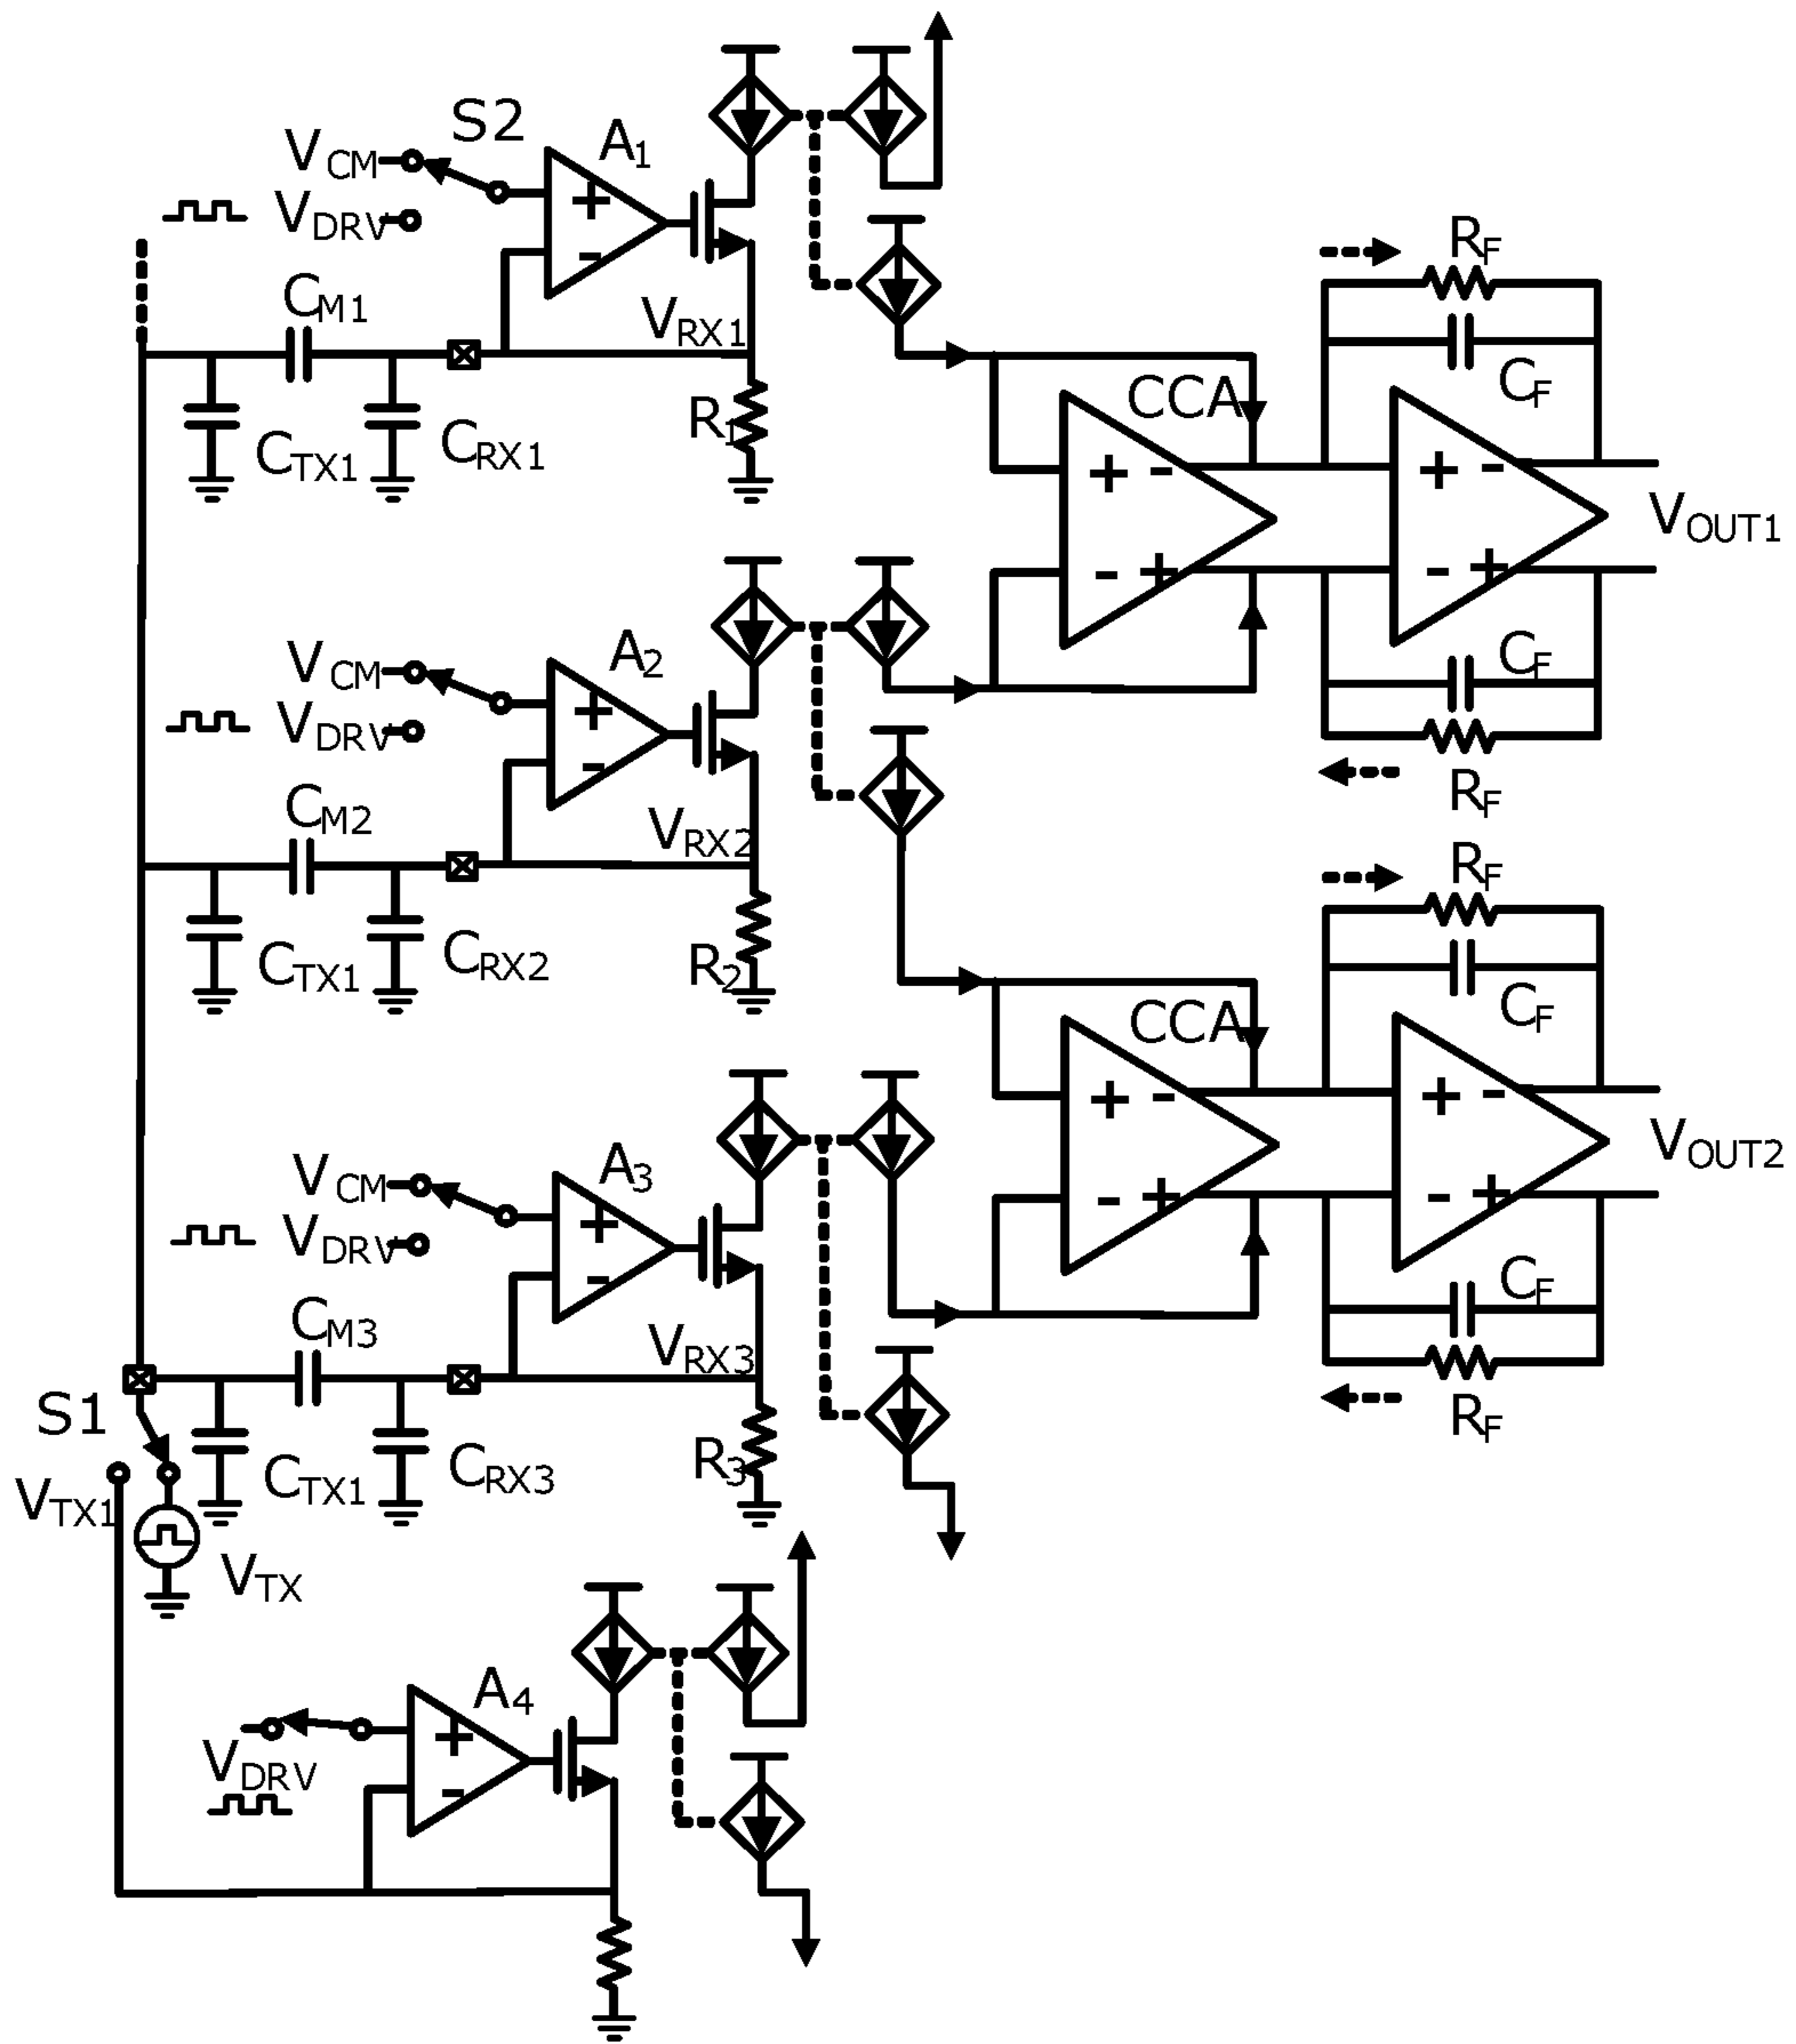 S2
A1
VCM
VDRV
+
-
CM1
VRX1
CTX1
CRX1
R1
CCA
+ -
- +
RF
CF
+ -
- +
VOUT1
CF
RF
A2
VCM
VDRV
+
-
CM2
VRX2
CTX1
CRX2
R2
CCA
+ -
- +
RF
CF
+ -
- +
VOUT2
CF
RF
A3
VCM
VDRV
+
-
CM3
VRX3
S1
CTX1
CRX3
R3
VTX1
VTX
A4
+
-
VDRV